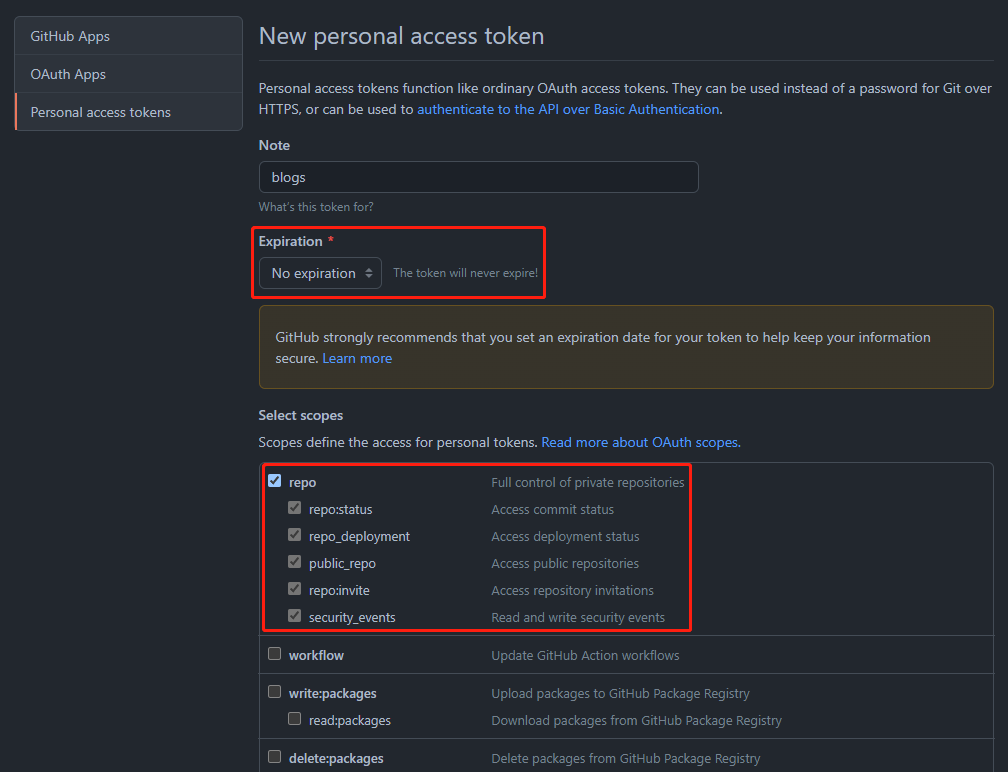 GitHub Apps
OAuth Apps
Personal access tokens
New personal access token
Personal access tokens function like ordinary OAuth access tokens. They can be used instead of a password for Git over
HTTPS, or can be used to authenticate to the API over Basic Authentication.
Note
blogs
What's this token for?
Expiration *
No expiration The token will never expire!
GitHub strongly recommends that you set an expiration date for your token to help keep your information
secure. Learn more
Select scopes
Scopes define the access for personal tokens. Read more about OAuth scopes.
repo Full control of private repositories
repo:status Access commit status
repo_deployment Access deployment status
public_repo Access public repositories
repo:invite Access repository invitations
security_events Read and write security events
workflow Update GitHub Action workflows
write:packages Upload packages to GitHub Package Registry
read:packages Download packages from GitHub Package Registry
delete:packages Delete packages from GitHub Package Registry